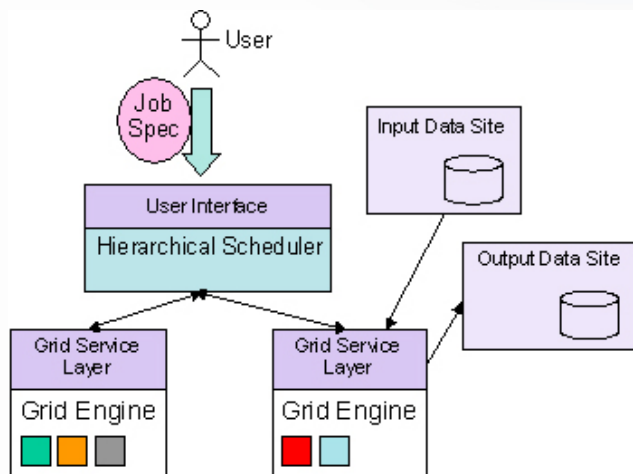 User
Job
Spec
Input Data Site
User Interface
Hierarchical Scheduler
Output Data Site
Grid Service
Layer
Grid Engine
Grid Service
Layer
Grid Engine